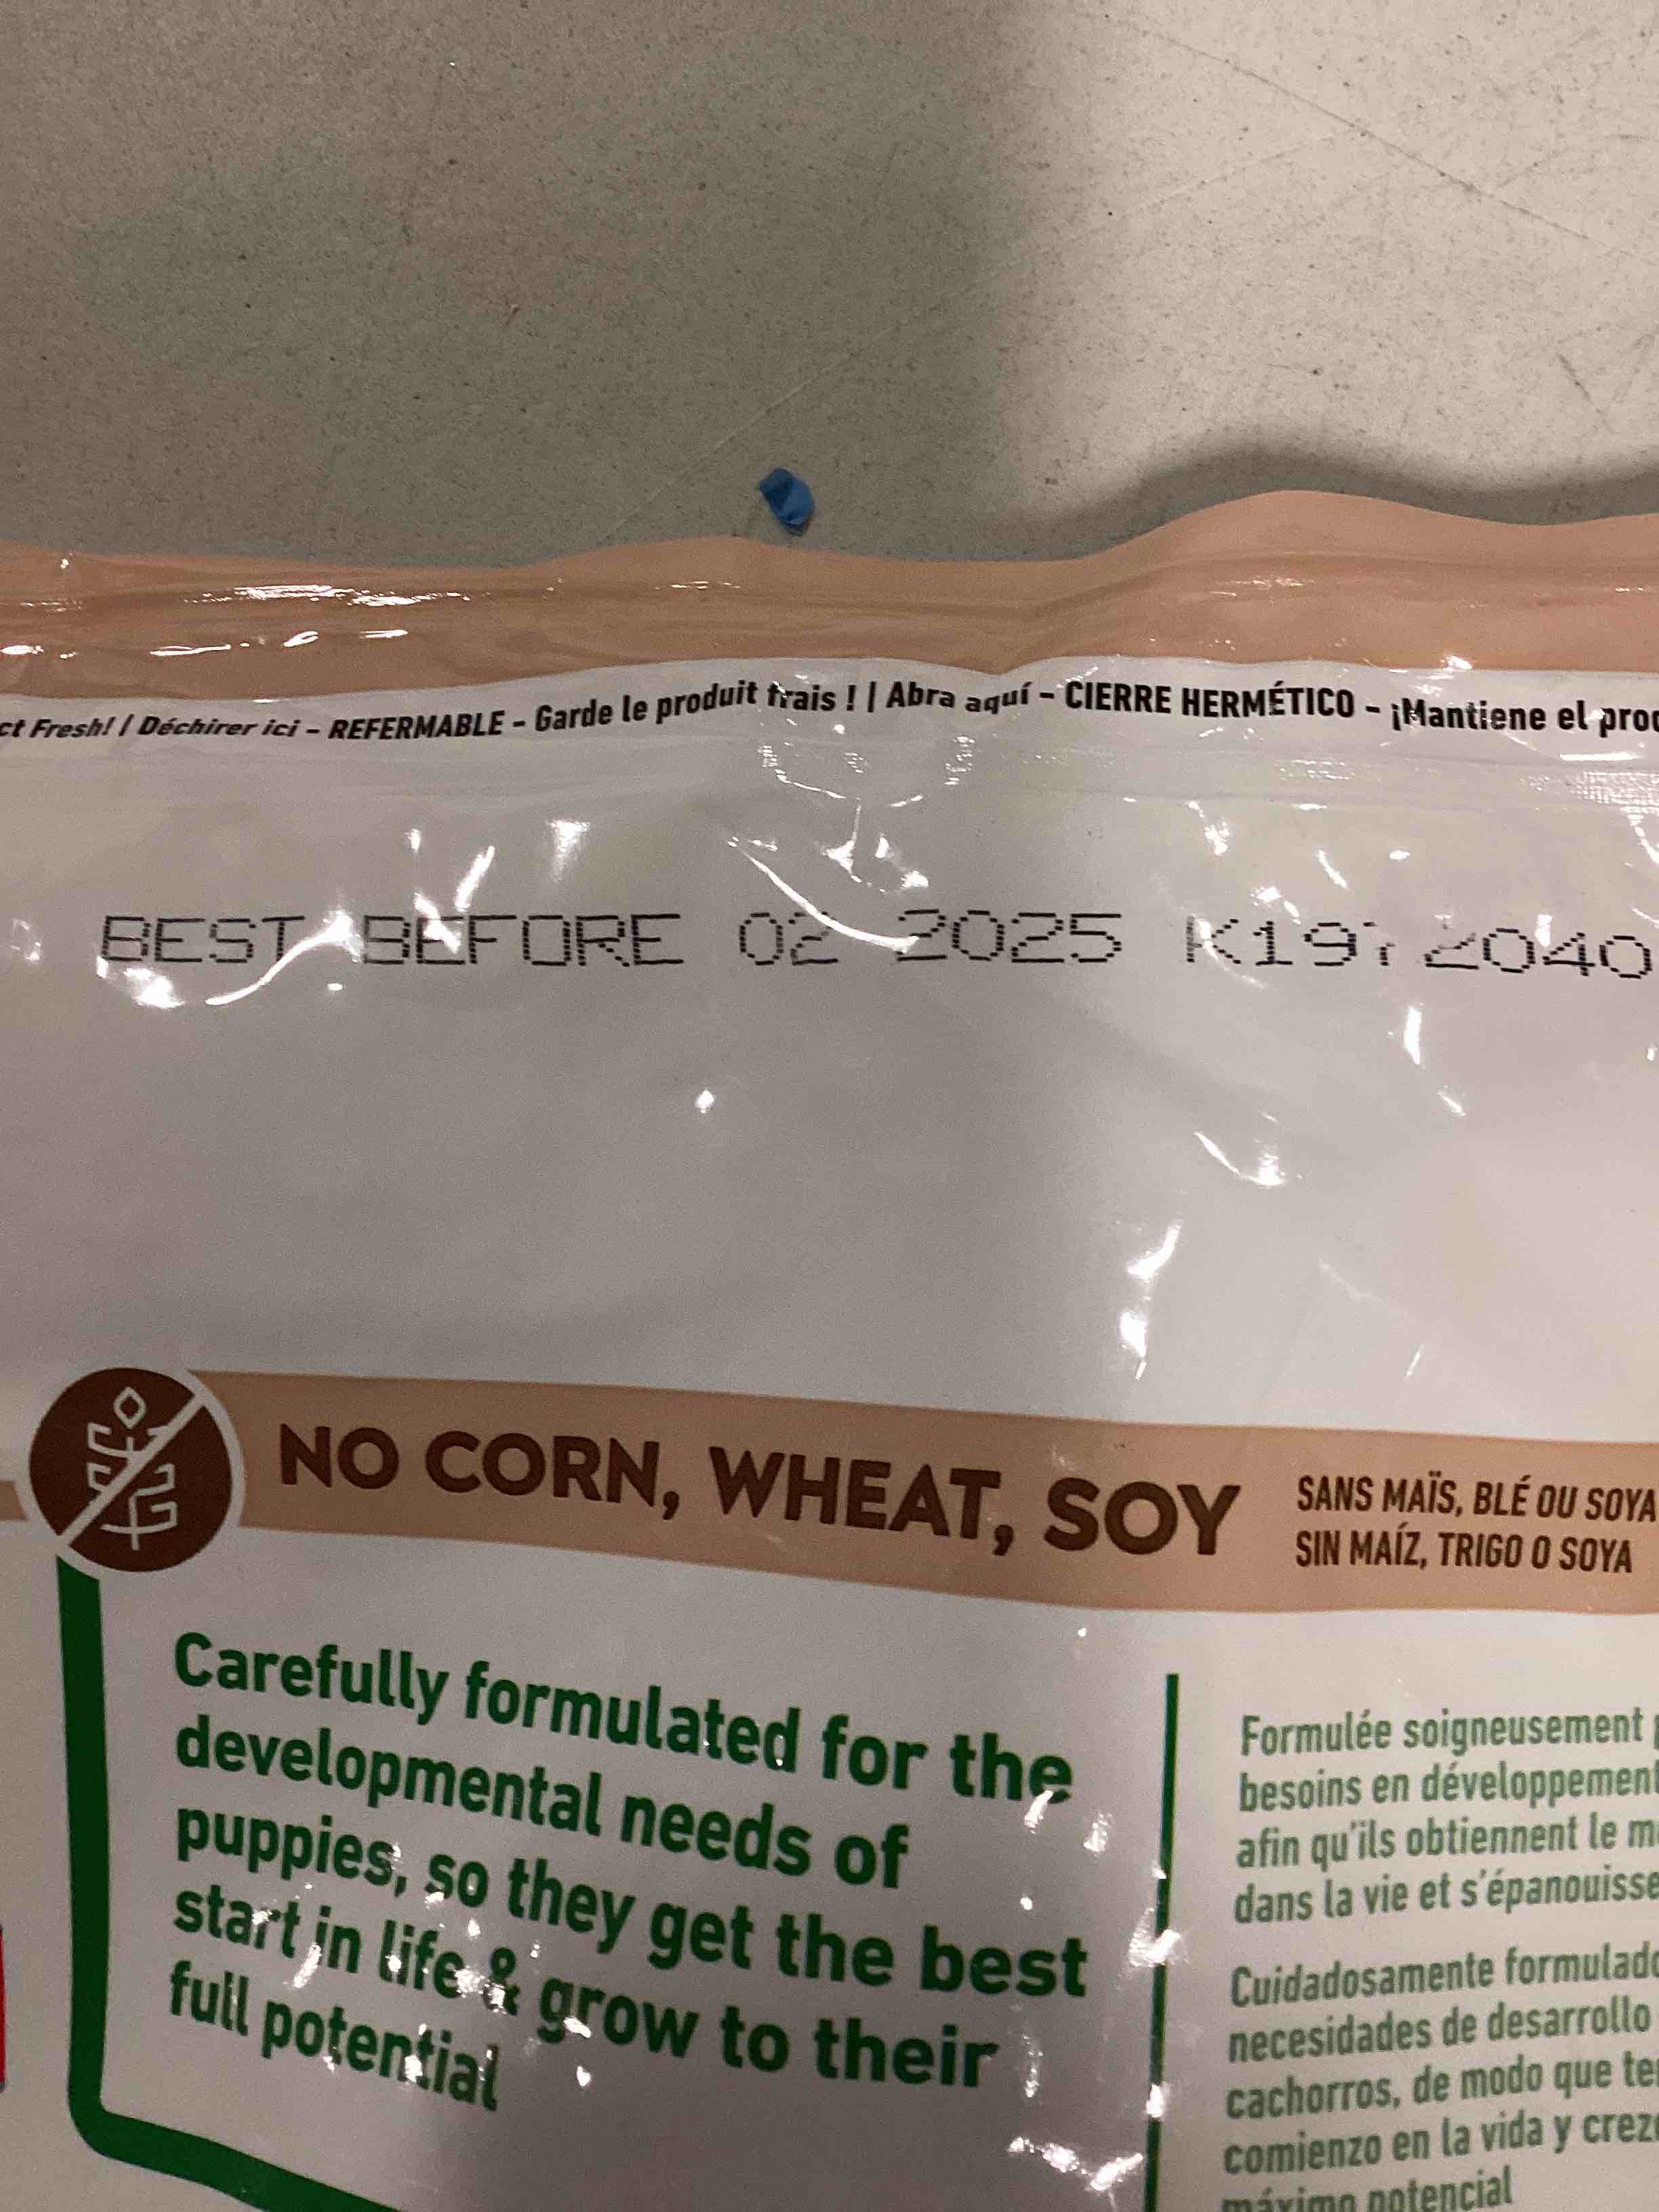 ct Fresh! / Déchirer ici – REFERMABLE – Garde le produit frais ! | Abra aquí – CIERRE HERMÉTICO – ¡Mantiene el
BEST BEFORE 02 2025 2040
NO CORN, WHEAT, SOY
SANS MAÏS, BLÉ OU SOYA
SIN MAÍZ, TRIGO O SOYA
Carefully formulated for the
developmental needs of
puppies, so they get the best
start in life & grow to their
full potential
Formulée soigneusement
besoins en développement
afin qu'ils obtiennent le
dans la vie et s'épanouisse
Cuidadosamente formulado
necesidades de desarrollo
cachorros, de modo que
comienzo en la vida y
máximo potencial